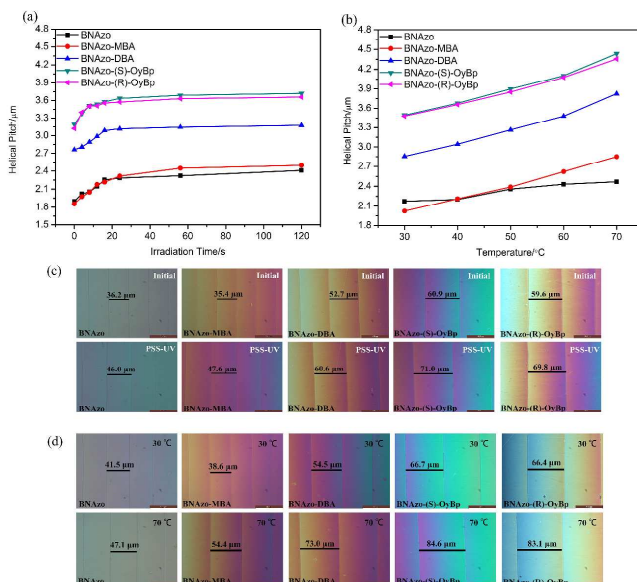 (a)
BNAzo
BNAzo-MBA
BNAzo-DBA
BNAzo-(S)-OyBp
BNAzo-(R)-OyBp
Helical Pitch/μm
4.8
4.5
4.2
3.9
3.6
3.3
3.0
2.7
2.4
2.1
1.8
1.5
0 20 40 60 80 100 120
Irradiation Time/s
(b)
BNAzo
BNAzo-MBA
BNAzo-DBA
BNAzo-(S)-OyBp
BNAzo-(R)-OyBp
Helical Pitch/μm
4.8
4.5
4.2
3.9
3.6
3.3
3.0
2.7
2.4
2.1
1.8
30 40 50 60 70
Temperature/°C
(c)
Initial Initial Initial Initial Initial
36.2 μm 35.4 μm 52.7 μm 60.9 μm 59.6 μm
BNAzo BNAzo-MBA BNAzo-DBA BNAzo-(S)-OyBp BNAzo-(R)-OyBp
PSS-UV PSS-UV PSS-UV PSS-UV PSS-UV
46.0 μm 47.6 μm 60.6 μm 71.0 μm 69.8 μm
BNAzo BNAzo-MBA BNAzo-DBA BNAzo-(S)-OyBp BNAzo-(R)-OyBp
(d)
30 ℃ 30 ℃ 30 ℃ 30 ℃ 30 ℃
41.5 μm 38.6 μm 54.5 μm 66.7 μm 66.4 μm
BNAzo BNAzo-MBA BNAzo-DBA BNAzo-(S)-OyBp BNAzo-(R)-OyBp
70 ℃ 70 ℃ 70 ℃ 70 ℃ 70 ℃
47.1 μm 54.4 μm 73.0 μm 84.6 μm 83.1 μm
BNAzo BNAzo-MBA BNAzo-DBA BNAzo-(S)-OyBp BNAzo-(R)-OyBp